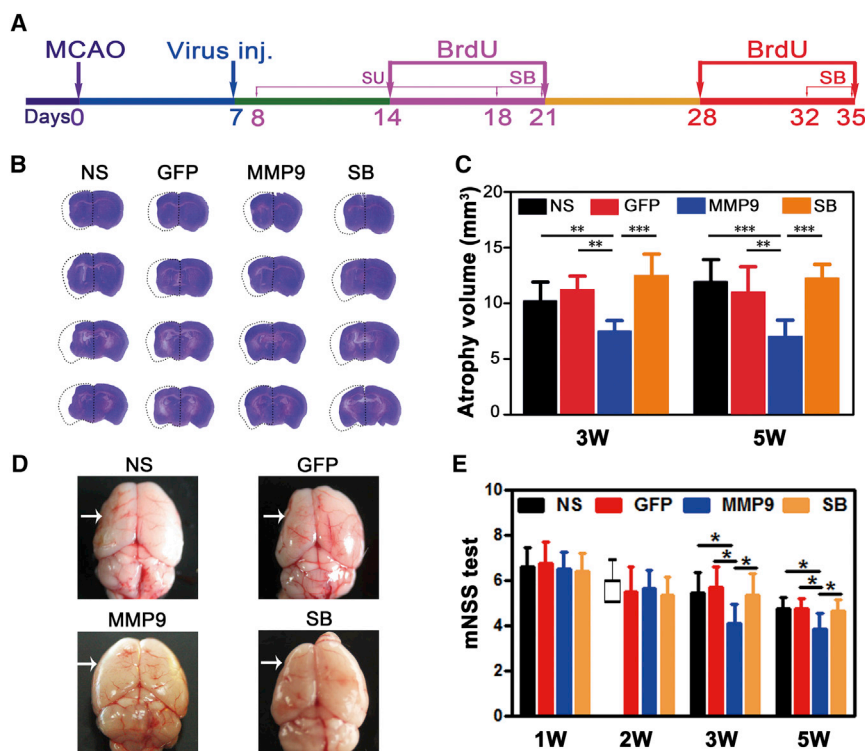 A
MCAO Virus inj. BrdU BrdU
SU SB SB
Days 0 7 8 14 18 21 28 32 35
B
NS GFP MMP9 SB
C
Atrophy volume (mm³)
20
15
10
5
0
NS GFP MMP9 SB
** *** *** ***
** **
3W 5W
D
NS GFP
MMP9 SB
E
mNSS test
10
8
6
4
2
0
NS GFP MMP9 SB
* * * * * *
1W 2W 3W 5W